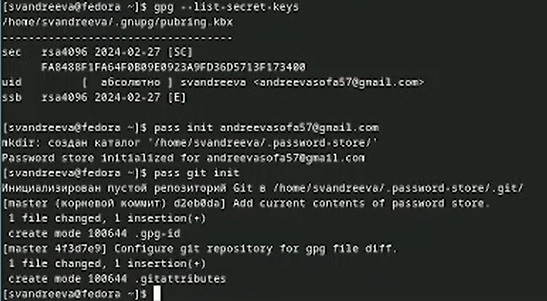 [svandreeva@fedora ~]$ gpg --list-secret-keys
/home/svandreeva/.gnupg/pubring.kbx
-----------------------------------
sec   rsa4096 2024-02-27 [SC]
      FA8488F1FA64F0B09E0923A9FD36D5713F173400
uid         [  абсолютно ] svandreeva <andreevasofa57@gmail.com>
ssb   rsa4096 2024-02-27 [E]
[svandreeva@fedora ~]$ pass init andreevasofa57@gmail.com
mkdir: создан каталог '/home/svandreeva/.password-store/'
Password store initialized for andreevasofa57@gmail.com
[svandreeva@fedora ~]$ pass git init
Инициализирован пустой репозиторий Git в /home/svandreeva/.password-store/.git/
[master (корневой коммит) d2eb0da] Add current contents of password store.
 1 file changed, 1 insertion(+)
 create mode 100644 .gpg-id
[master 4f3d7e9] Configure git repository for gpg file diff.
 1 file changed, 1 insertion(+)
 create mode 100644 .gitattributes
[svandreeva@fedora ~]$